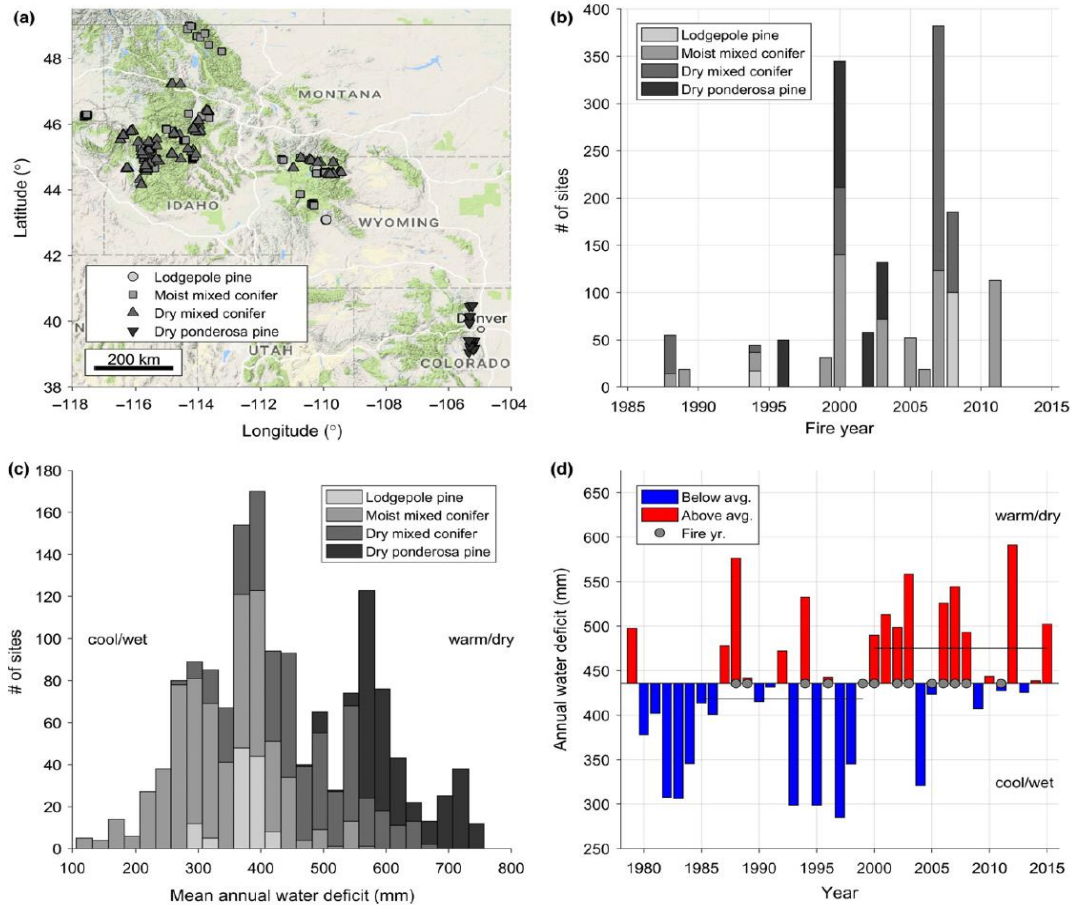 (a)
48
46
44
42
40
38
Latitude (°)
MONTANA
IDAHO
WYOMING
UTAH
Denver
COLORADO
N
Lodgepole pine
Moist mixed conifer
Dry mixed conifer
Dry ponderosa pine
200 km
−118 −116 −114 −112 −110 −108 −106 −104
Longitude (°)
(b)
400
350
300
250
200
150
100
50
0
# of sites
Lodgepole pine
Moist mixed conifer
Dry mixed conifer
Dry ponderosa pine
1985 1990 1995 2000 2005 2010 2015
Fire year
(c)
180
160
140
120
100
80
60
40
20
0
# of sites
Lodgepole pine
Moist mixed conifer
Dry mixed conifer
Dry ponderosa pine
cool/wet
warm/dry
100 200 300 400 500 600 700 800
Mean annual water deficit (mm)
(d)
650
600
550
500
450
400
350
300
250
Annual water deficit (mm)
Below avg.
Above avg.
Fire yr.
warm/dry
cool/wet
1980 1985 1990 1995 2000 2005 2010 2015
Year